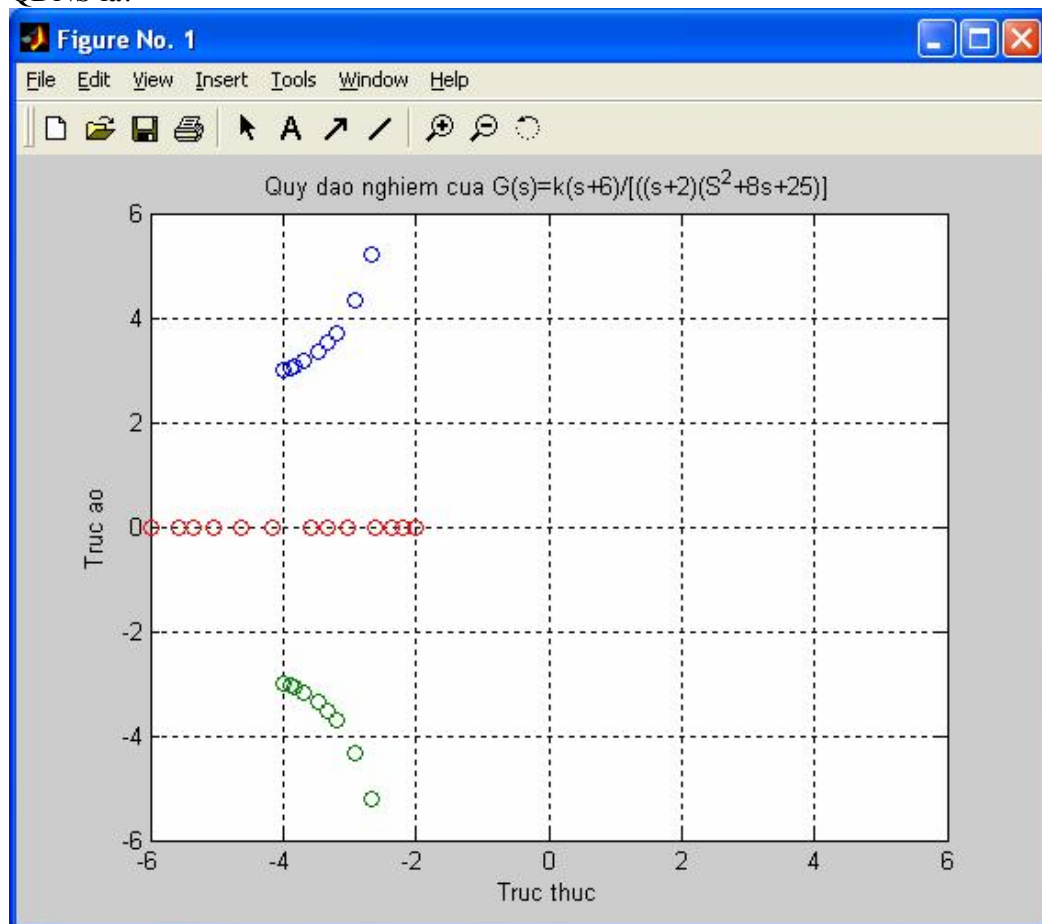 Figure No. 1
File Edit View Insert Tools Window Help
A
Quy dao nghiem cua G(s)=k(s+6)/[((s+2)(S²+8s+25)]
6
4
2
0
-2
-4
-6
Truc ao
-6 -4 -2 0 2 4 6
Truc thuc